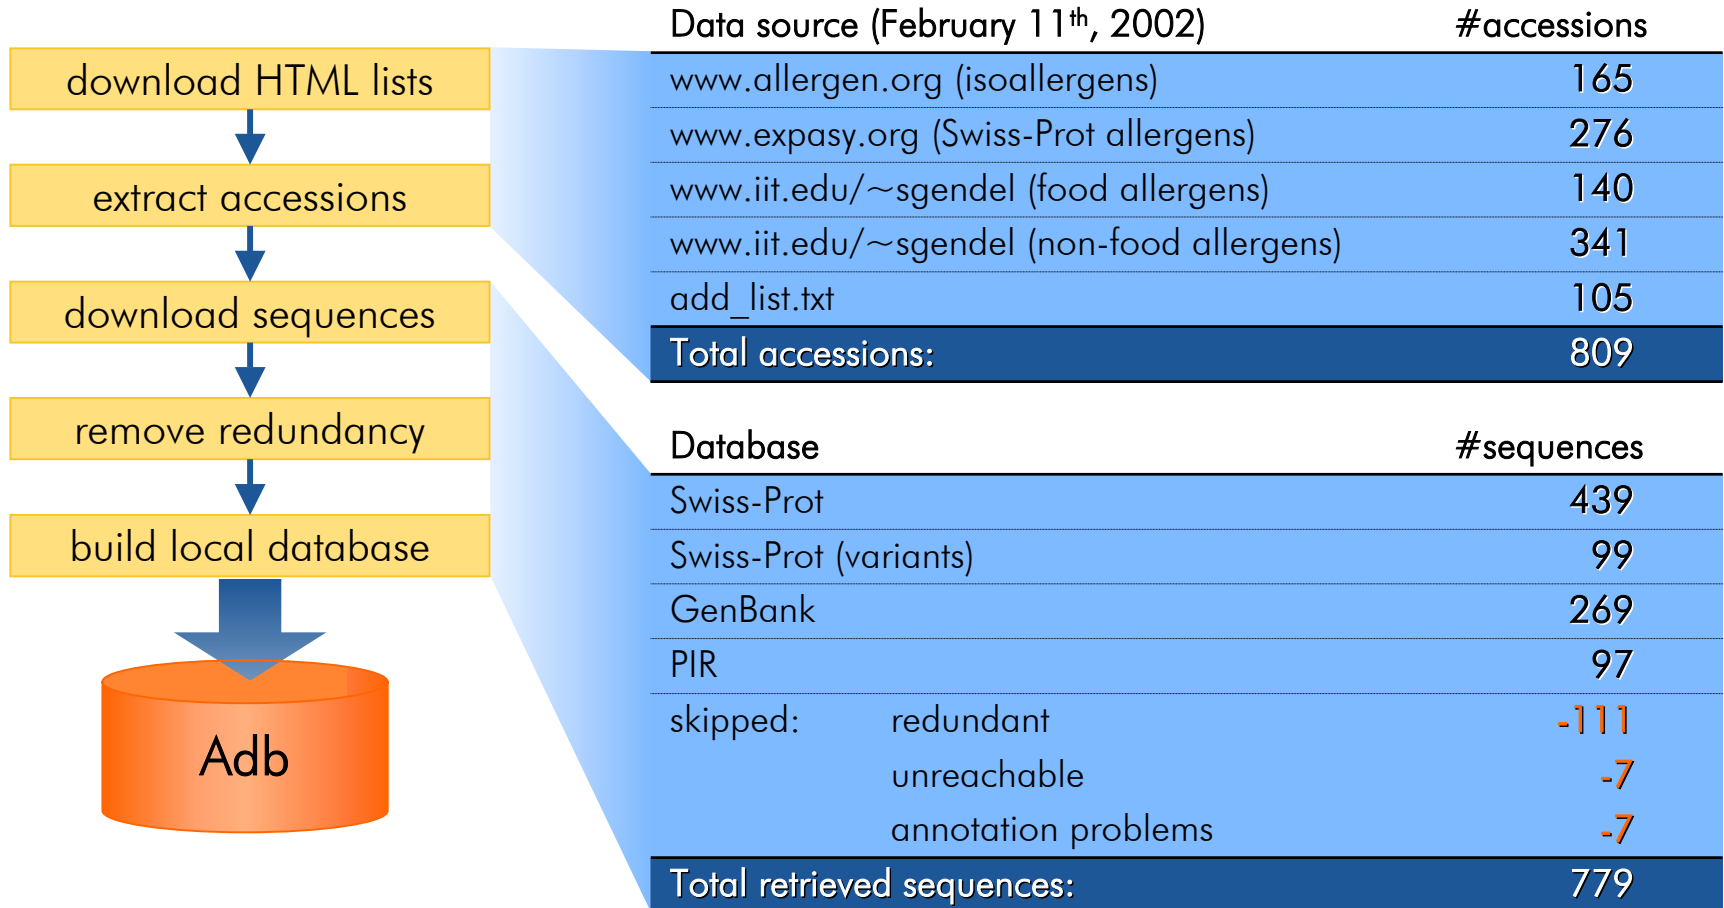 download HTML lists
extract accessions
download sequences
remove redundancy
build local database
Adb
Data source (February 11th, 2002) #accessions
www.allergen.org (isoallergens) 165
www.expasy.org (Swiss-Prot allergens) 276
www.iit.edu/~sgendel (food allergens) 140
www.iit.edu/~sgendel (non-food allergens) 341
add_list.txt 105
Total accessions: 809
Database #sequences
Swiss-Prot 439
Swiss-Prot (variants) 99
GenBank 269
PIR 97
skipped: redundant -111
unreachable -7
annotation problems -7
Total retrieved sequences: 779